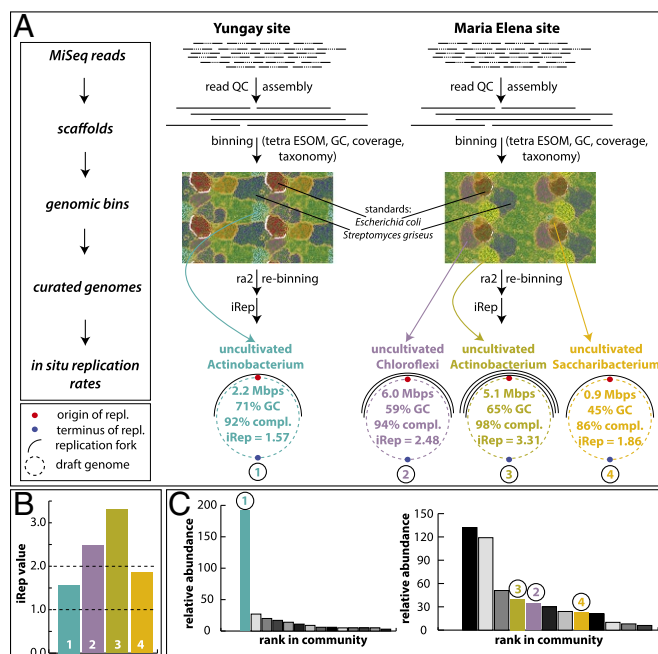 A
Yungay site
Maria Elena site
MiSeq reads
scaffolds
genomic bins
curated genomes
in situ replication
rates
read QC
assembly
binning
(tetra ESOM, GC, coverage,
taxonomy)
read QC
assembly
binning
(tetra ESOM, GC, coverage,
taxonomy)
standards:
Escherichia coli
Streptomyces griseus
ra2
re-binning
iRep
ra2
re-binning
iRep
uncultivated
Actinobacterium
2.2 Mbps
71% GC
92% compl.
iRep = 1.57
1
uncultivated
Chloroflexi
6.0 Mbps
59% GC
94% compl.
iRep = 2.48
2
uncultivated
Actinobacterium
5.1 Mbps
65% GC
98% compl.
iRep = 3.31
3
uncultivated
Saccharibacterium
0.9 Mbps
45% GC
86% compl.
iRep = 1.86
4
origin of repl.
terminus of repl.
replication fork
draft genome
B
iRep value
3.0
2.0
1.0
0.0
1
2
3
4
C
relative abundance
200
150
100
50
0
1
rank in community
relative abundance
150
120
90
60
30
0
3
2
4
rank in community